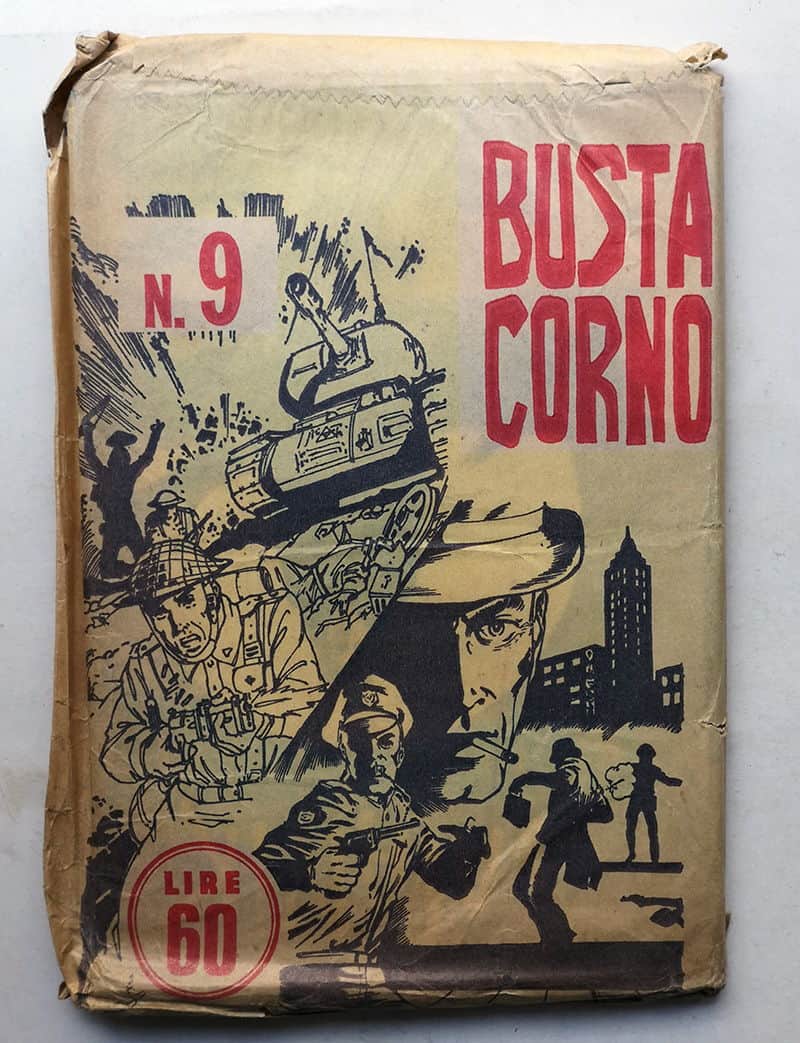 BUSTA
CORNO
N. 9
LIRE
60